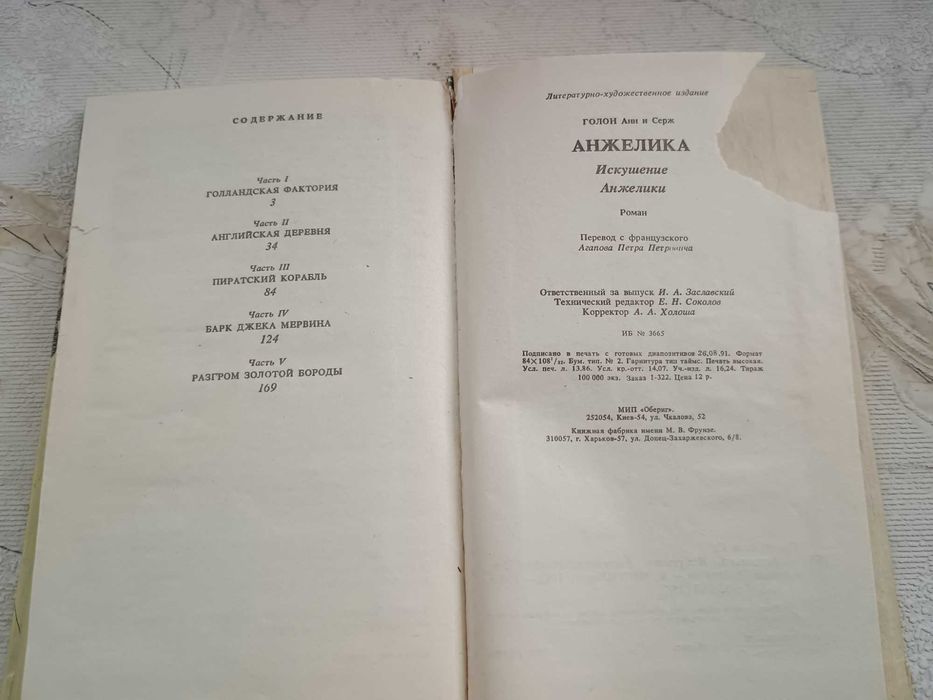 СОДЕРЖАНИЕ
Часть I
ГОЛЛАНДСКАЯ ФАКТОРИЯ
3
Часть II
АНГЛИЙСКАЯ ДЕРЕВНЯ
34
Часть III
ПИРАТСКИЙ КОРАБЛЬ
84
Часть IV
БАРК ДЖЕКА МЕРВИНА
124
Часть V
РАЗГРОМ ЗОЛОТОЙ БОРОДЫ
169
Литературно-художественное издание
ГОЛОН Анн и Серж
АНЖЕЛИКА
Искушение
Анжелики
Роман
Перевод с французского
Агапова Петра Петровича
Ответственный за выпуск И. А. Заславский
Технический редактор Е. Н. Соколов
Корректор А. А. Холоша
ИБ № 3665
Подписано в печать с готовых диапозитивов 26.08.91. Формат
84×108¹/₃₂. Бум. тип. № 2. Гарнитура тип таймс. Печать высокая.
Усл. печ. л. 13.86. Усл. кр.-отт. 14,07. Уч.-изд. л. 16,24. Тираж
100 000 экз. Заказ 1-322. Цена 12 р.
МИП «Обериг».
252054, Киев-54, ул. Чкалова, 52
Книжная фабрика имени М. В. Фрунзе.
310057, г. Харьков-57, ул. Донец-Захаржевского, 6/8.